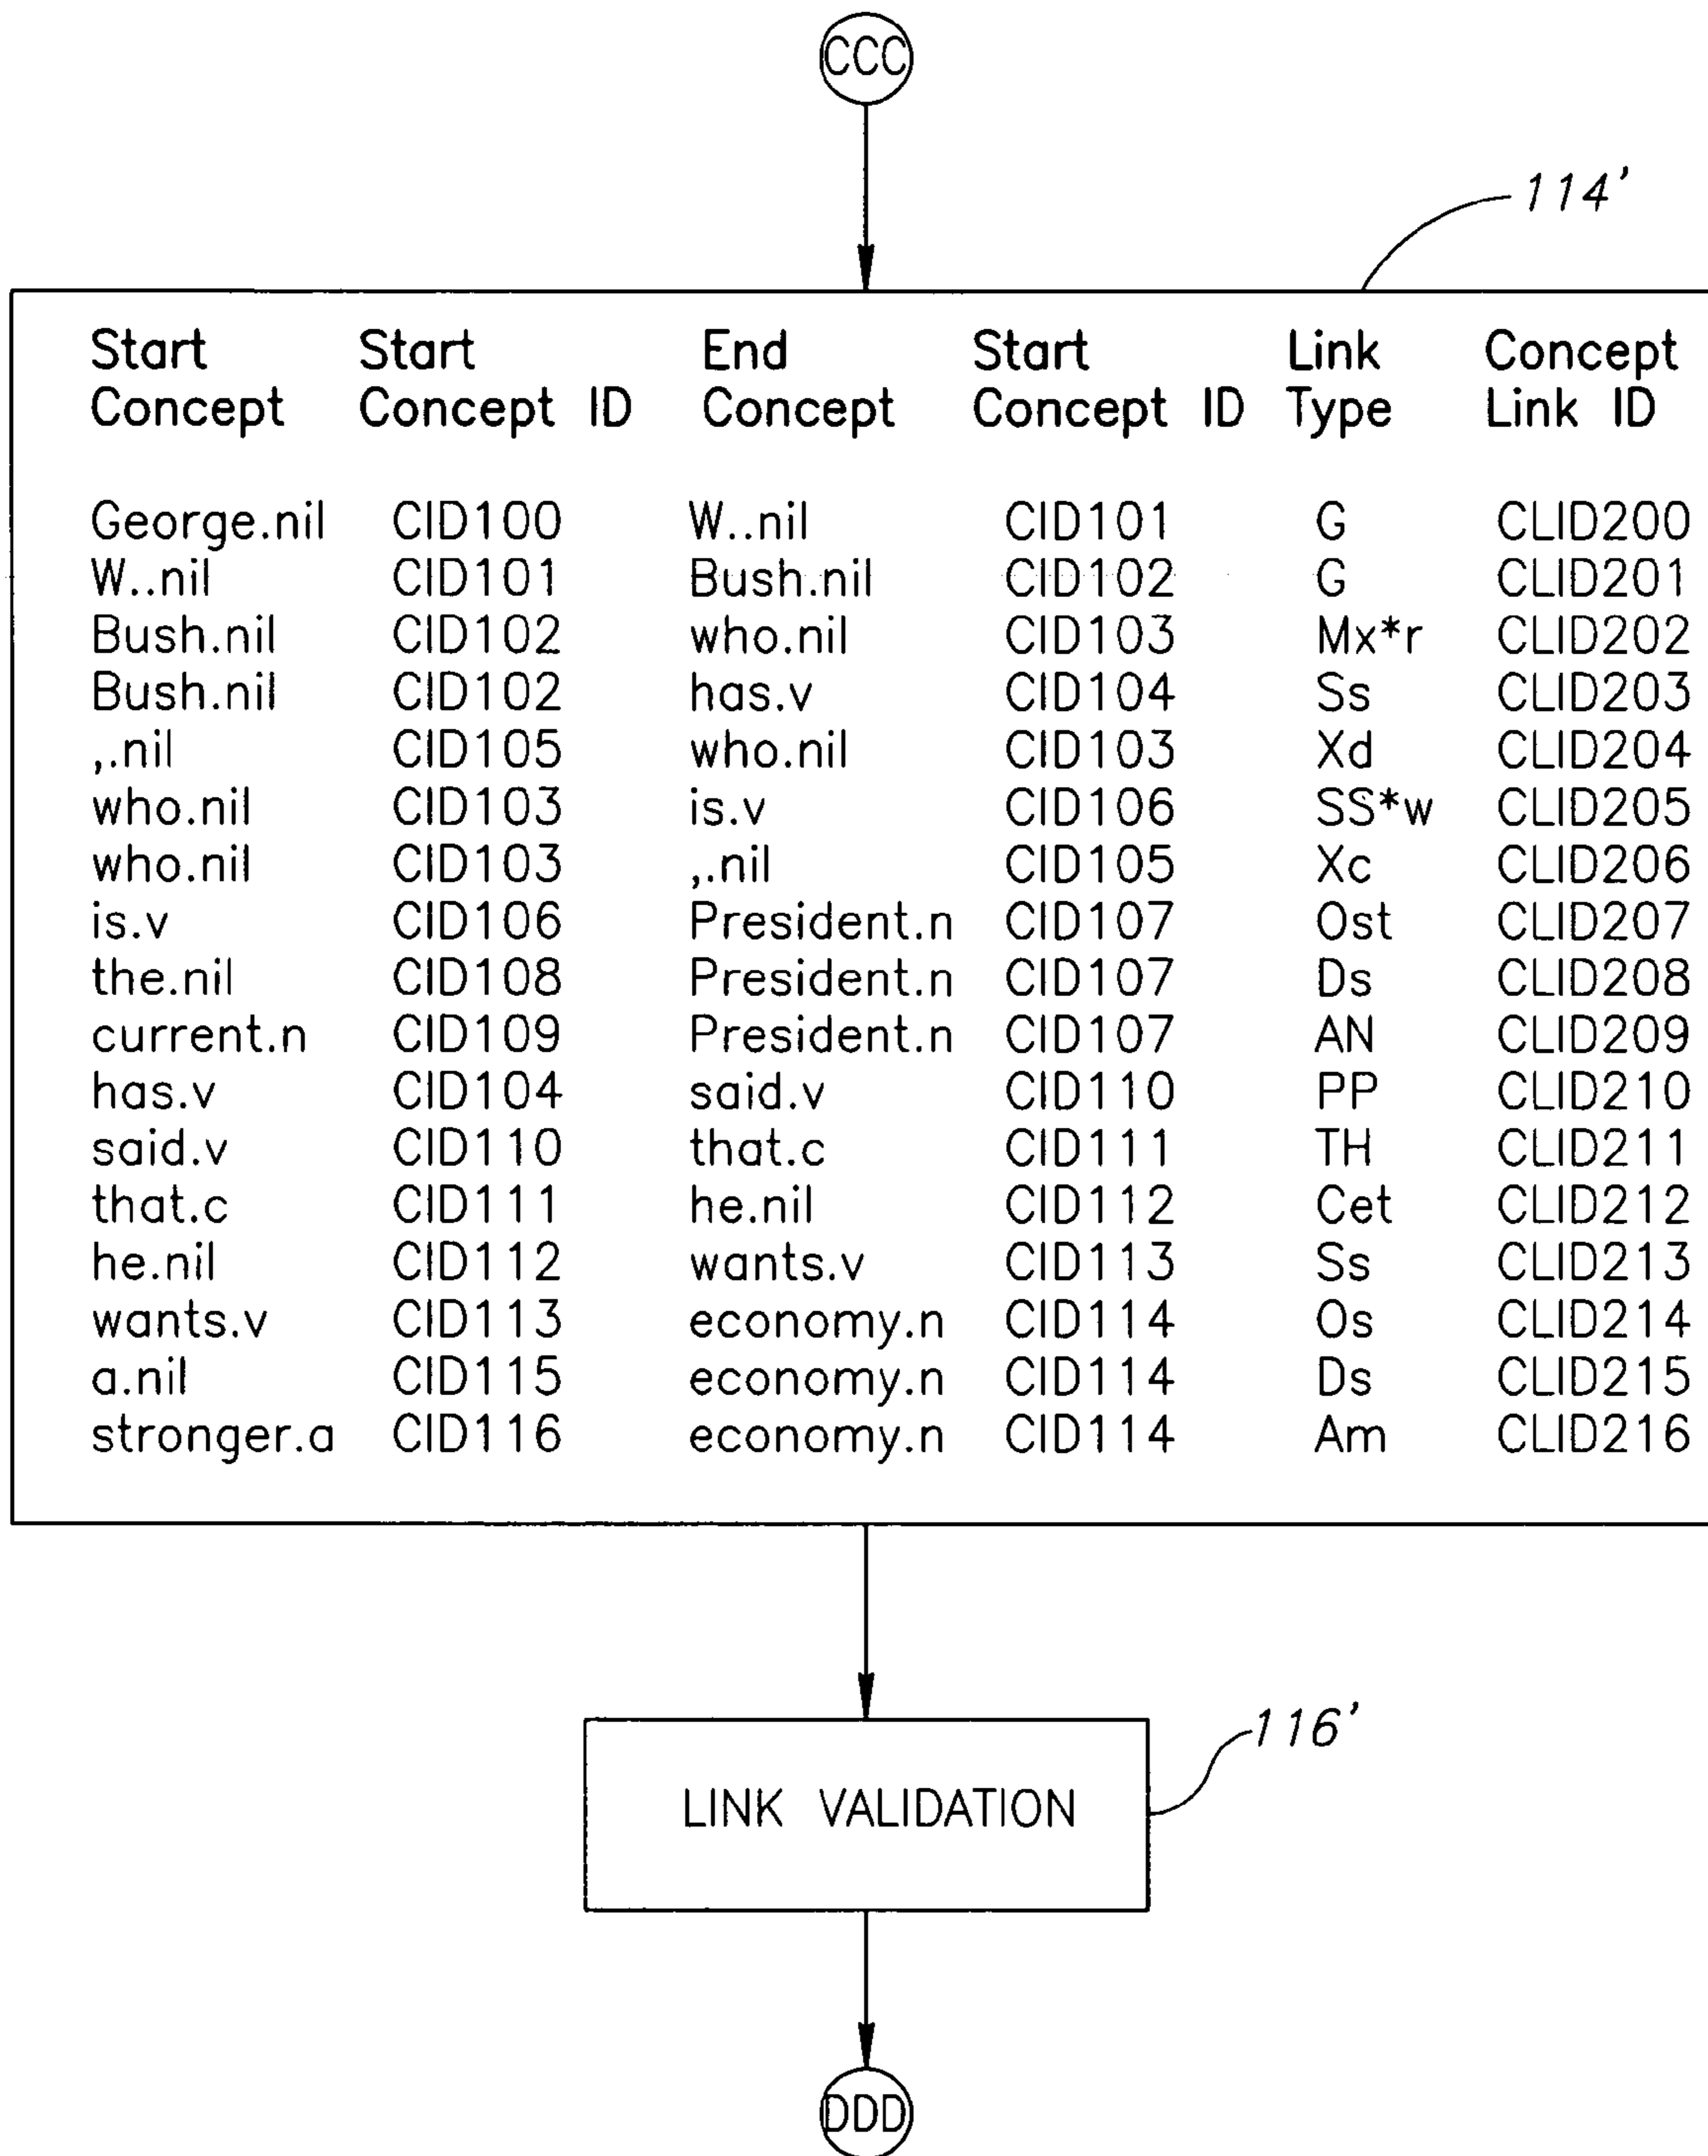 CCC
114'
Start Start End Start Link Concept
Concept Concept ID Concept Concept ID Type Link ID
George.nil CID100 W..nil CID101 G CLID200
W..nil CID101 Bush.nil CID102 G CLID201
Bush.nil CID102 who.nil CID103 Mx*r CLID202
Bush.nil CID102 has.v CID104 Ss CLID203
,.nil CID105 who.nil CID103 Xd CLID204
who.nil CID103 is.v CID106 SS*w CLID205
who.nil CID103 ,.nil CID105 Xc CLID206
is.v CID106 President.n CID107 Ost CLID207
the.nil CID108 President.n CID107 Ds CLID208
current.n CID109 President.n CID107 AN CLID209
has.v CID104 said.v CID110 PP CLID210
said.v CID110 that.c CID111 TH CLID211
that.c CID111 he.nil CID112 Cet CLID212
he.nil CID112 wants.v CID113 Ss CLID213
wants.v CID113 economy.n CID114 Os CLID214
a.nil CID115 economy.n CID114 Ds CLID215
stronger.a CID116 economy.n CID114 Am CLID216
116'
LINK VALIDATION
DDD